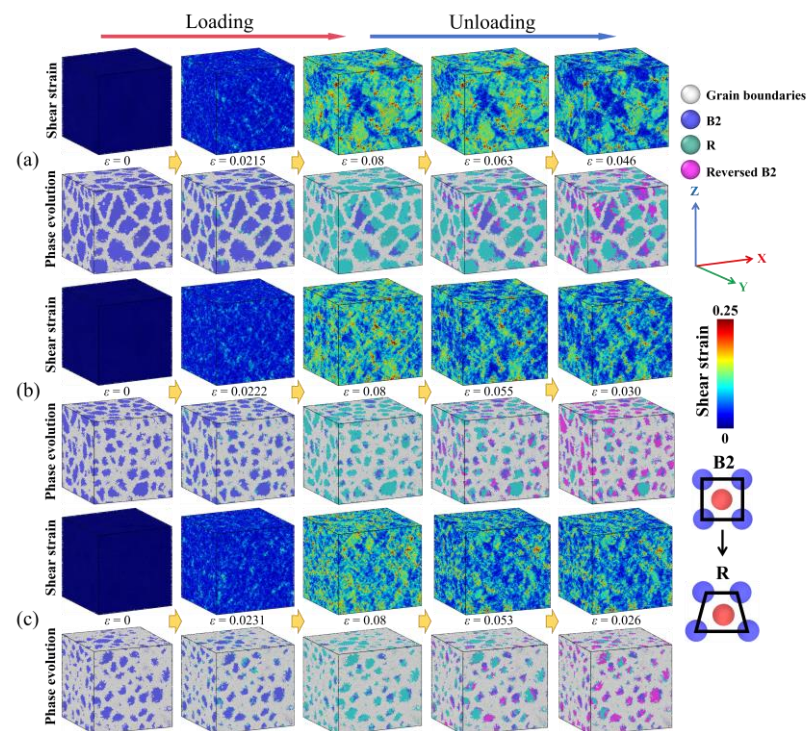 Loading
Unloading
Shear strain
(a)
ε = 0
ε = 0.0215
ε = 0.08
ε = 0.063
ε = 0.046
Phase evolution
Shear strain
(b)
ε = 0
ε = 0.0222
ε = 0.08
ε = 0.055
ε = 0.030
Phase evolution
Shear strain
(c)
ε = 0
ε = 0.0231
ε = 0.08
ε = 0.053
ε = 0.026
Phase evolution
Grain boundaries
B2
R
Reversed B2
Z
X
Y
0.25
Shear strain
0
B2
R